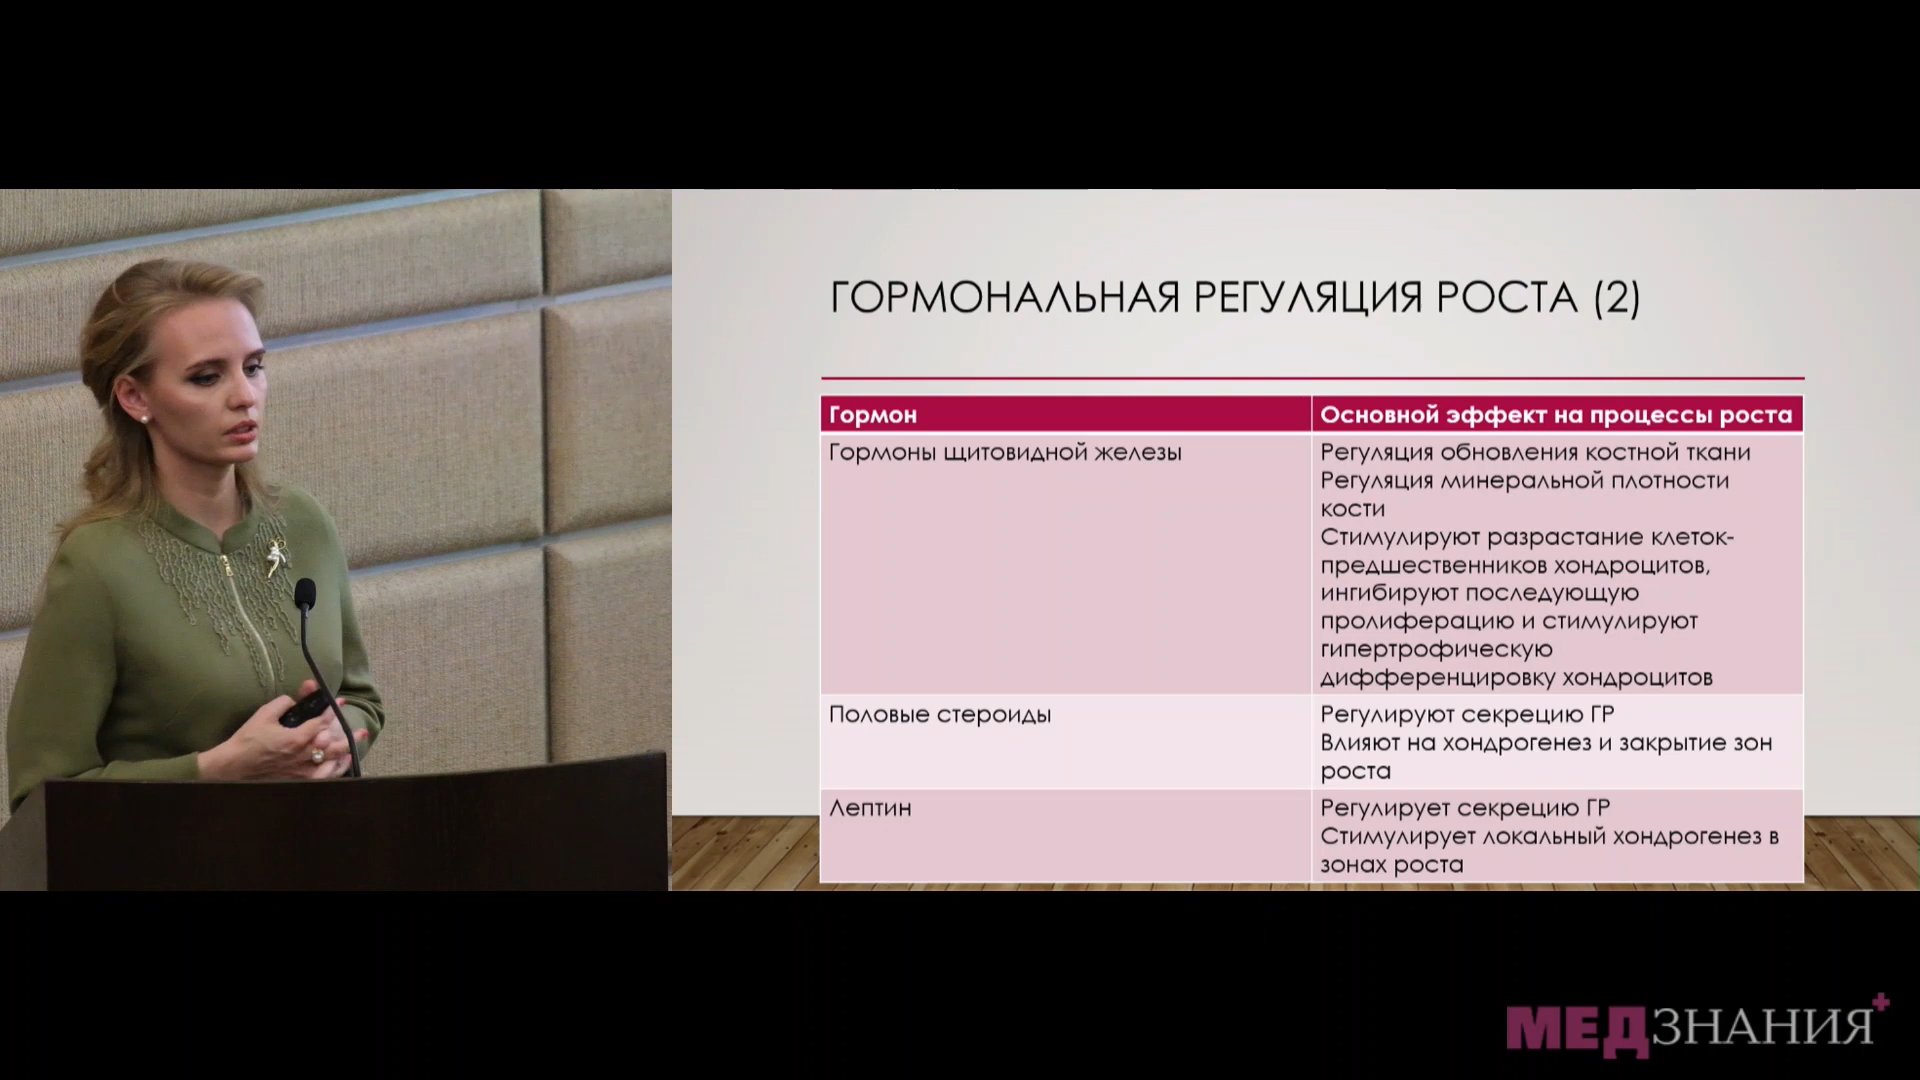 ГОРМОНАЛЬНАЯ РЕГУЛЯЦИЯ РОСТА (2)
Гормон
Основной эффект на процессы роста
Гормоны щитовидной железы
Регуляция обновления костной ткани
Регуляция минеральной плотности
кости
Стимулируют разрастание клеток-
предшественников хондроцитов,
ингибируют последующую
пролиферацию и стимулируют
гипертрофическую
дифференцировку хондроцитов
Половые стероиды
Регулируют секрецию ГР
Влияют на хондрогенез и закрытие зон
роста
Лептин
Регулирует секрецию ГР
Стимулирует локальный хондрогенез в
зонах роста
МЕДЗНАНИЯ+